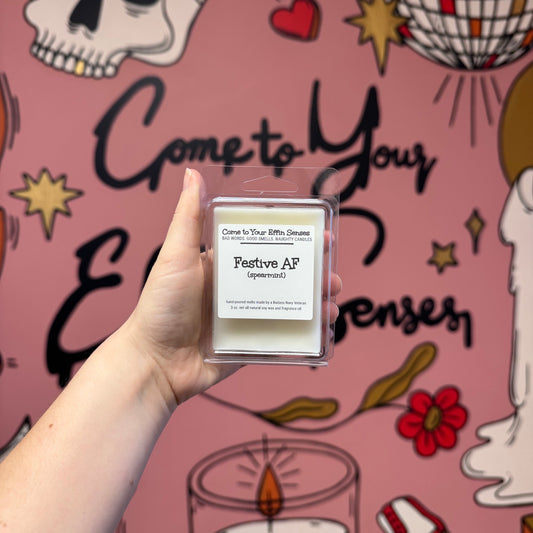 Come to Your
Senses
Come to Your Effin Senses
BAD WORDS. GOOD SMELLS. NAUGHTY CANDLES
Festive AF
(spearmint)
hand-poured melts made by a Badass Navy Veteran
3 oz. net all natural soy wax and fragrance oil